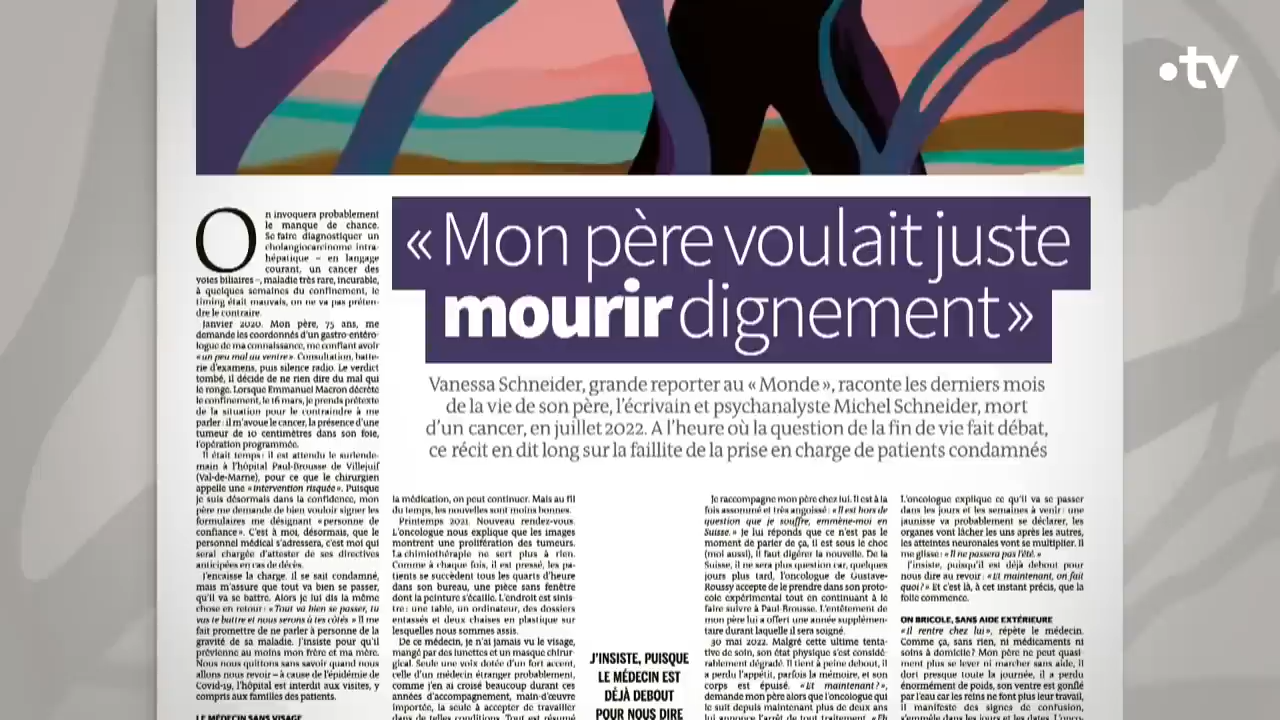 •tv
« Mon père voulait juste
mourir dignement »
Vanessa Schneider, grande reporter au « Monde », raconte les derniers mois
de la vie de son père, l'écrivain et psychanalyste Michel Schneider, mort
d'un cancer, en juillet 2022. A l'heure où la question de la fin de vie fait débat,
ce récit en dit long sur la faillite de la prise en charge de patients condamnés
On invoquera probablement
le manque de chance.
Se faire diagnostiquer un
cholangiocarcinome intra-
hépatique – en langage
courant, un cancer des
voies biliaires –, maladie très rare, incurable,
à quelques semaines du confinement, le
timing était mauvais, on ne va pas préten-
dre le contraire.
Janvier 2020. Mon père, 75 ans, me
demande les coordonnés d'un gastro-entéro-
logue de ma connaissance, me confiant avoir
« un peu mal au ventre ». Consultation, batte-
rie d'examens, puis silence radio. Le verdict
tombé, il décide de ne rien dire du mal qui
le ronge. Lorsque Emmanuel Macron décrète
le confinement, le 16 mars, je prends prétexte
de la situation pour le contraindre à me
parler : il m'avoue le cancer, la présence d'une
tumeur de 10 centimètres dans son foie,
l'opération programmée.
Il était temps : il est attendu le surlende-
main à l'hôpital Paul-Brousse de Villejuif
(Val-de-Marne), pour ce que le chirurgien
appelle une « intervention risquée ». Puisque
je suis désormais dans la confidence, mon
père me demande de bien vouloir signer les
formulaires me désignant « personne de
confiance ». C'est à moi, désormais, que le
personnel médical s'adressera, c'est moi qui
serai chargée d'attester de ses directives
anticipées en cas de décès.
J'encaisse la charge. Il se sait condamné,
mais m'assure que tout va bien se passer,
qu'il va se battre. Alors je lui dis la même
chose en retour : « Tout va bien se passer, tu
vas te battre et nous serons à tes côtés. » Il me
fait promettre de ne parler à personne de la
gravité de sa maladie. J'insiste pour qu'il
prévienne au moins mon frère et ma mère.
Nous nous quittons sans savoir quand nous
allons nous revoir – à cause de l'épidémie de
Covid-19, l'hôpital est interdit aux visites, y
compris aux familles des patients.
LE MÉDECIN SANS VISAGE
la médication, on peut continuer. Mais au fil
du temps, les nouvelles sont moins bonnes.
Printemps 2021. Nouveau rendez-vous.
L'oncologue nous explique que les images
montrent une prolifération des tumeurs.
La chimiothérapie ne sert plus à rien.
Comme à chaque fois, il est pressé, les pa-
tients se succèdent tous les quarts d'heure
dans son bureau, une pièce sans fenêtre
dont la peinture s'écaille. L'endroit est sinis-
tre : une table, un ordinateur, des dossiers
entassés et deux chaises en plastique sur
lesquelles nous sommes assis.
De ce médecin, je n'ai jamais vu le visage,
mangé par des lunettes et un masque chirur-
gical. Seule une voix dotée d'un fort accent,
celle d'un médecin étranger probablement,
comme j'en ai croisé beaucoup durant ces
années d'accompagnement, main-d'œuvre
importée, la seule à accepter de travailler
dans de telles conditions. Tout est résumé
J'INSISTE, PUISQUE
LE MÉDECIN EST
DÉJÀ DEBOUT
POUR NOUS DIRE
Je raccompagne mon père chez lui. Il est à la
fois assommé et très angoissé : « Il est hors de
question que je souffre, emmène-moi en
Suisse. » Je lui réponds que ce n'est pas le
moment de parler de ça, il est sous le choc
(moi aussi), il faut digérer la nouvelle. De la
Suisse, il ne sera plus question car, quelques
jours plus tard, l'oncologue de Gustave-
Roussy accepte de le prendre dans son proto-
cole expérimental tout en continuant à le
faire suivre à Paul-Brousse. L'entêtement de
mon père lui a offert une année supplémen-
taire durant laquelle il sera soigné.
30 mai 2022. Malgré cette ultime tenta-
tive de soin, son état physique s'est considé-
rablement dégradé. Il tient à peine debout, il
a perdu l'appétit, parfois la mémoire, et son
corps est épuisé. « Et maintenant ? »,
demande mon père alors que l'oncologue qui
le suit depuis maintenant plus de deux ans
lui annonce l'arrêt de tout traitement. « Eh
L'oncologue explique ce qu'il va se passer
dans les jours et les semaines à venir : une
jaunisse va probablement se déclarer, les
organes vont lâcher les uns après les autres,
les atteintes neuronales vont se multiplier. Il
me glisse : « Il ne passera pas l'été. »
J'insiste, puisqu'il est déjà debout pour
nous dire au revoir : « Et maintenant, on fait
quoi ? » Et c'est là, à cet instant précis, que la
folie commence.
ON BRICOLE, SANS AIDE EXTÉRIEURE
« Il rentre chez lui », répète le médecin.
Comme ça, sans rien, ni médicaments ni
soins à domicile ? Mon père ne peut quasi-
ment plus se lever ni marcher sans aide, il
dort presque toute la journée, il a perdu
énormément de poids, son ventre est gonflé
par l'eau car les reins ne font plus leur travail,
il manifeste des signes de confusion,
s'emmêle dans les jours et les dates. L'onco-